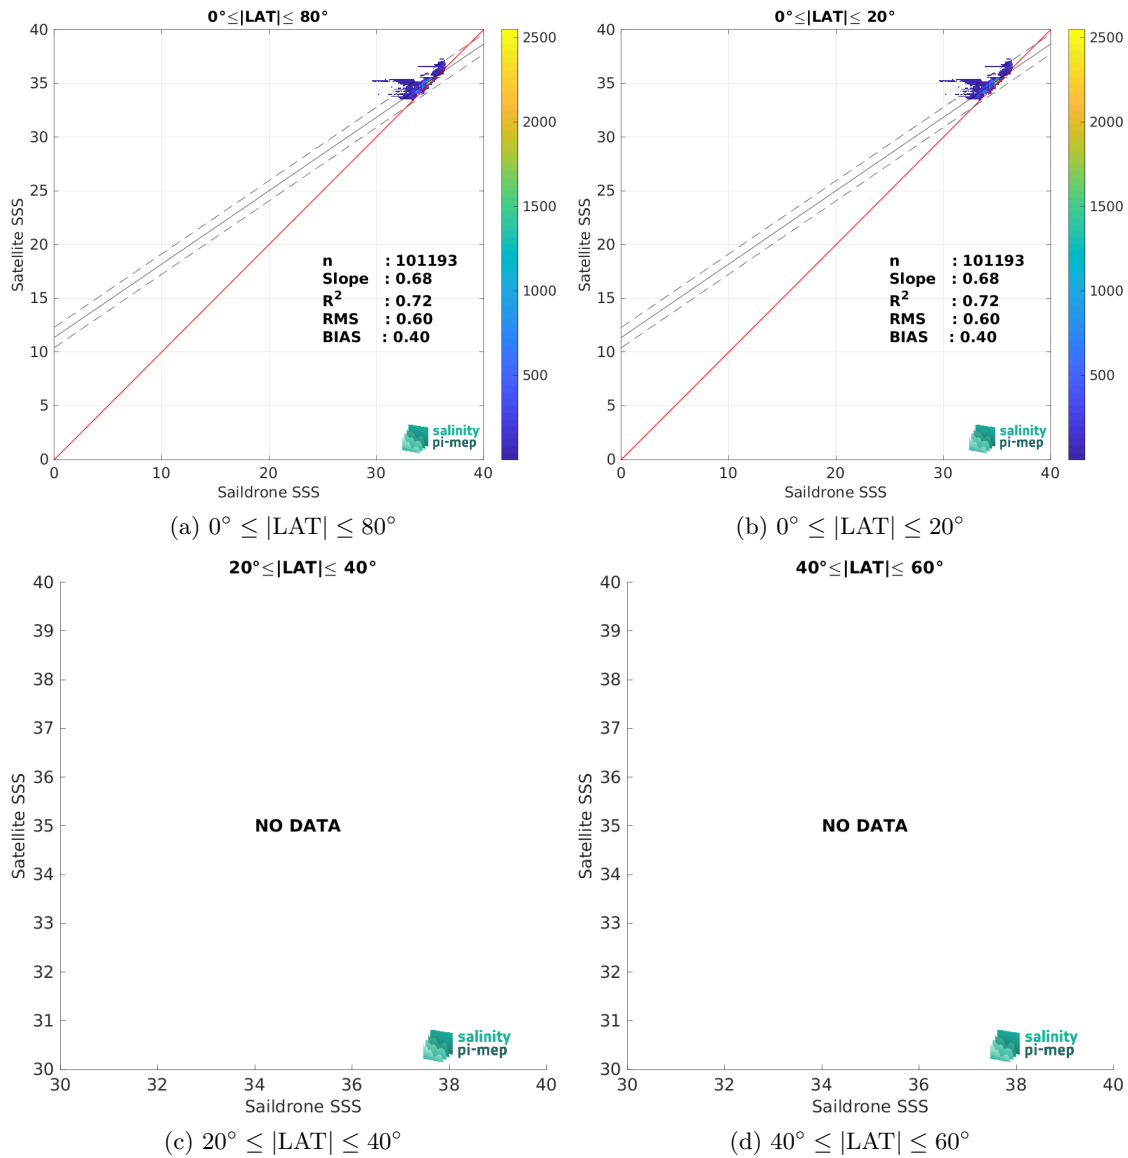 0°≤|LAT|≤ 80°
40
35
30
25
20
15
10
5
0
0
10
20
30
40
Satellite SSS
Saildrone SSS
n : 101193
Slope : 0.68
R² : 0.72
RMS : 0.60
BIAS : 0.40
salinity
pi-mep
2500
2000
1500
1000
500
(a) 0° ≤ |LAT| ≤ 80°
0°≤|LAT|≤ 20°
40
35
30
25
20
15
10
5
0
0
10
20
30
40
Satellite SSS
Saildrone SSS
n : 101193
Slope : 0.68
R² : 0.72
RMS : 0.60
BIAS : 0.40
salinity
pi-mep
2500
2000
1500
1000
500
(b) 0° ≤ |LAT| ≤ 20°
20°≤|LAT|≤ 40°
40
39
38
37
36
35
34
33
32
31
30
30
32
34
36
38
40
Satellite SSS
Saildrone SSS
NO DATA
salinity
pi-mep
(c) 20° ≤ |LAT| ≤ 40°
40°≤|LAT|≤ 60°
40
39
38
37
36
35
34
33
32
31
30
30
32
34
36
38
40
Satellite SSS
Saildrone SSS
NO DATA
salinity
pi-mep
(d) 40° ≤ |LAT| ≤ 60°